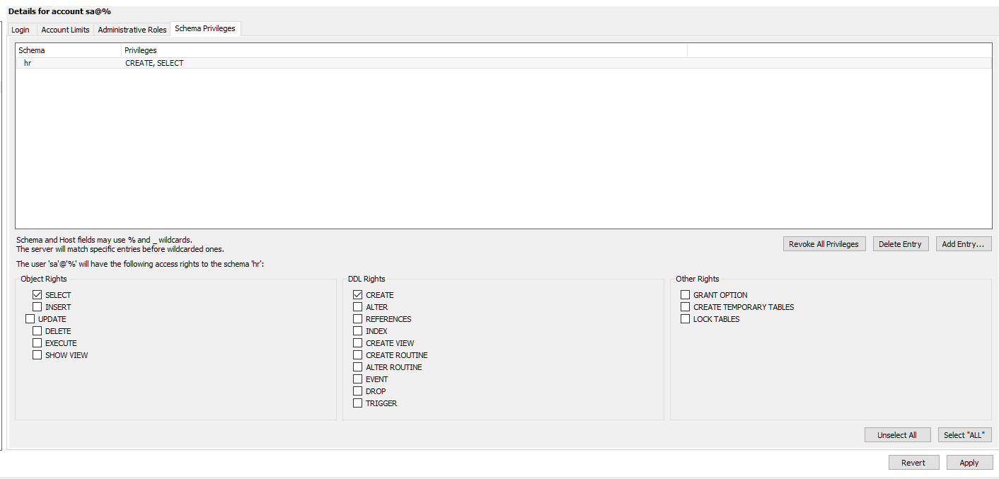 Details for account sa@%
Login Account Limits Administrative Roles Schema Privileges
Schema Privileges
hr CREATE, SELECT
Schema and Host fields may use % and _ wildcards.
The server will match specific entries before wildcarded ones.
Revoke All Privileges Delete Entry Add Entry...
The user 'sa'@'%' will have the following access rights to the schema 'hr':
Object Rights
SELECT
INSERT
UPDATE
DELETE
EXECUTE
SHOW VIEW
DDL Rights
CREATE
ALTER
REFERENCES
INDEX
CREATE VIEW
CREATE ROUTINE
ALTER ROUTINE
EVENT
DROP
TRIGGER
Other Rights
GRANT OPTION
CREATE TEMPORARY TABLES
LOCK TABLES
Unselect All Select "ALL"
Revert Apply